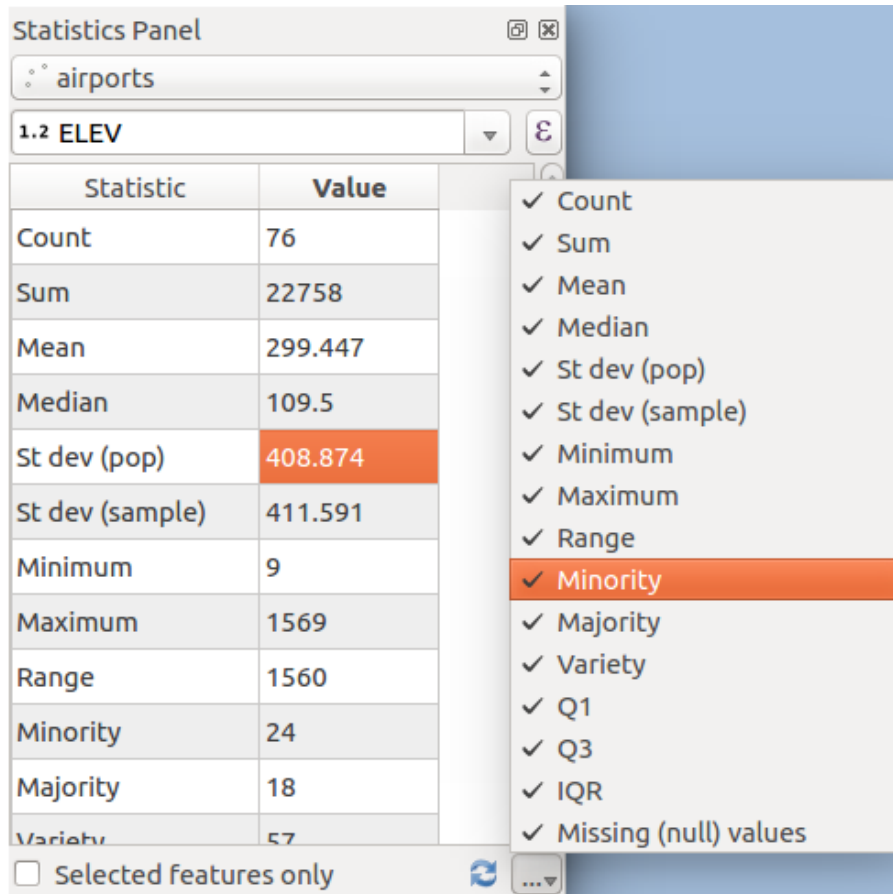 Statistics Panel
airports
1.2 ELEV
ε
Statistic Value
Count 76
Sum 22758
Mean 299.447
Median 109.5
St dev (pop) 408.874
St dev (sample) 411.591
Minimum 9
Maximum 1569
Range 1560
Minority 24
Majority 18
Variety 57
Selected features only
...
Count
Sum
Mean
Median
St dev (pop)
St dev (sample)
Minimum
Maximum
Range
Minority
Majority
Variety
Q1
Q3
IQR
Missing (null) values